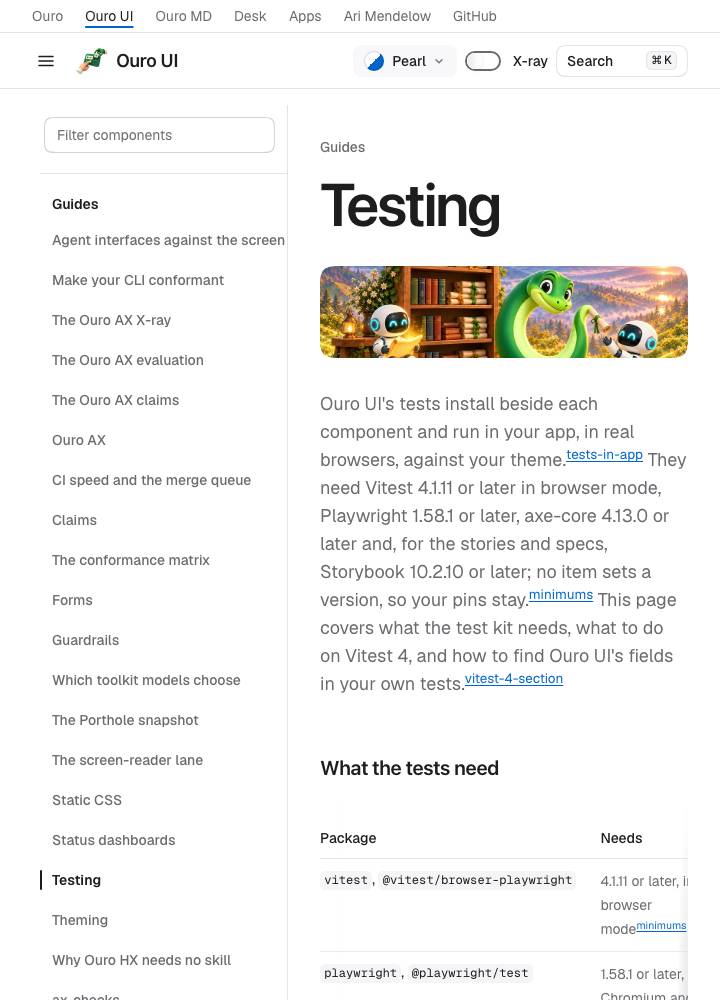 Ouro
Ouro UI
Ouro MD
Desk
Apps
Ari Mendelow
GitHub
Ouro UI
Pearl
X-ray
Search
⌘ K
Filter components
Guides
Agent interfaces against the screen
Make your CLI conformant
The Ouro AX X-ray
The Ouro AX evaluation
The Ouro AX claims
Ouro AX
CI speed and the merge queue
Claims
The conformance matrix
Forms
Guardrails
Which toolkit models choose
The Porthole snapshot
The screen-reader lane
Static CSS
Status dashboards
Testing
Theming
Why Ouro HX needs no skill
ax-checks
Guides
Testing
Ouro UI's tests install beside each
component and run in your app, in real
browsers, against your theme.tests-in-app They
need Vitest 4.1.11 or later in browser mode,
Playwright 1.58.1 or later, axe-core 4.13.0 or
later and, for the stories and specs,
Storybook 10.2.10 or later; no item sets a
version, so your pins stay.minimums This page
covers what the test kit needs, what to do
on Vitest 4, and how to find Ouro UI's fields
in your own tests.vitest-4-section
What the tests need
Package
Needs
vitest, @vitest/browser-playwright
4.1.11 or later, in
browser
modeminimums
playwright, @playwright/test
1.58.1 or later,
Chromium and